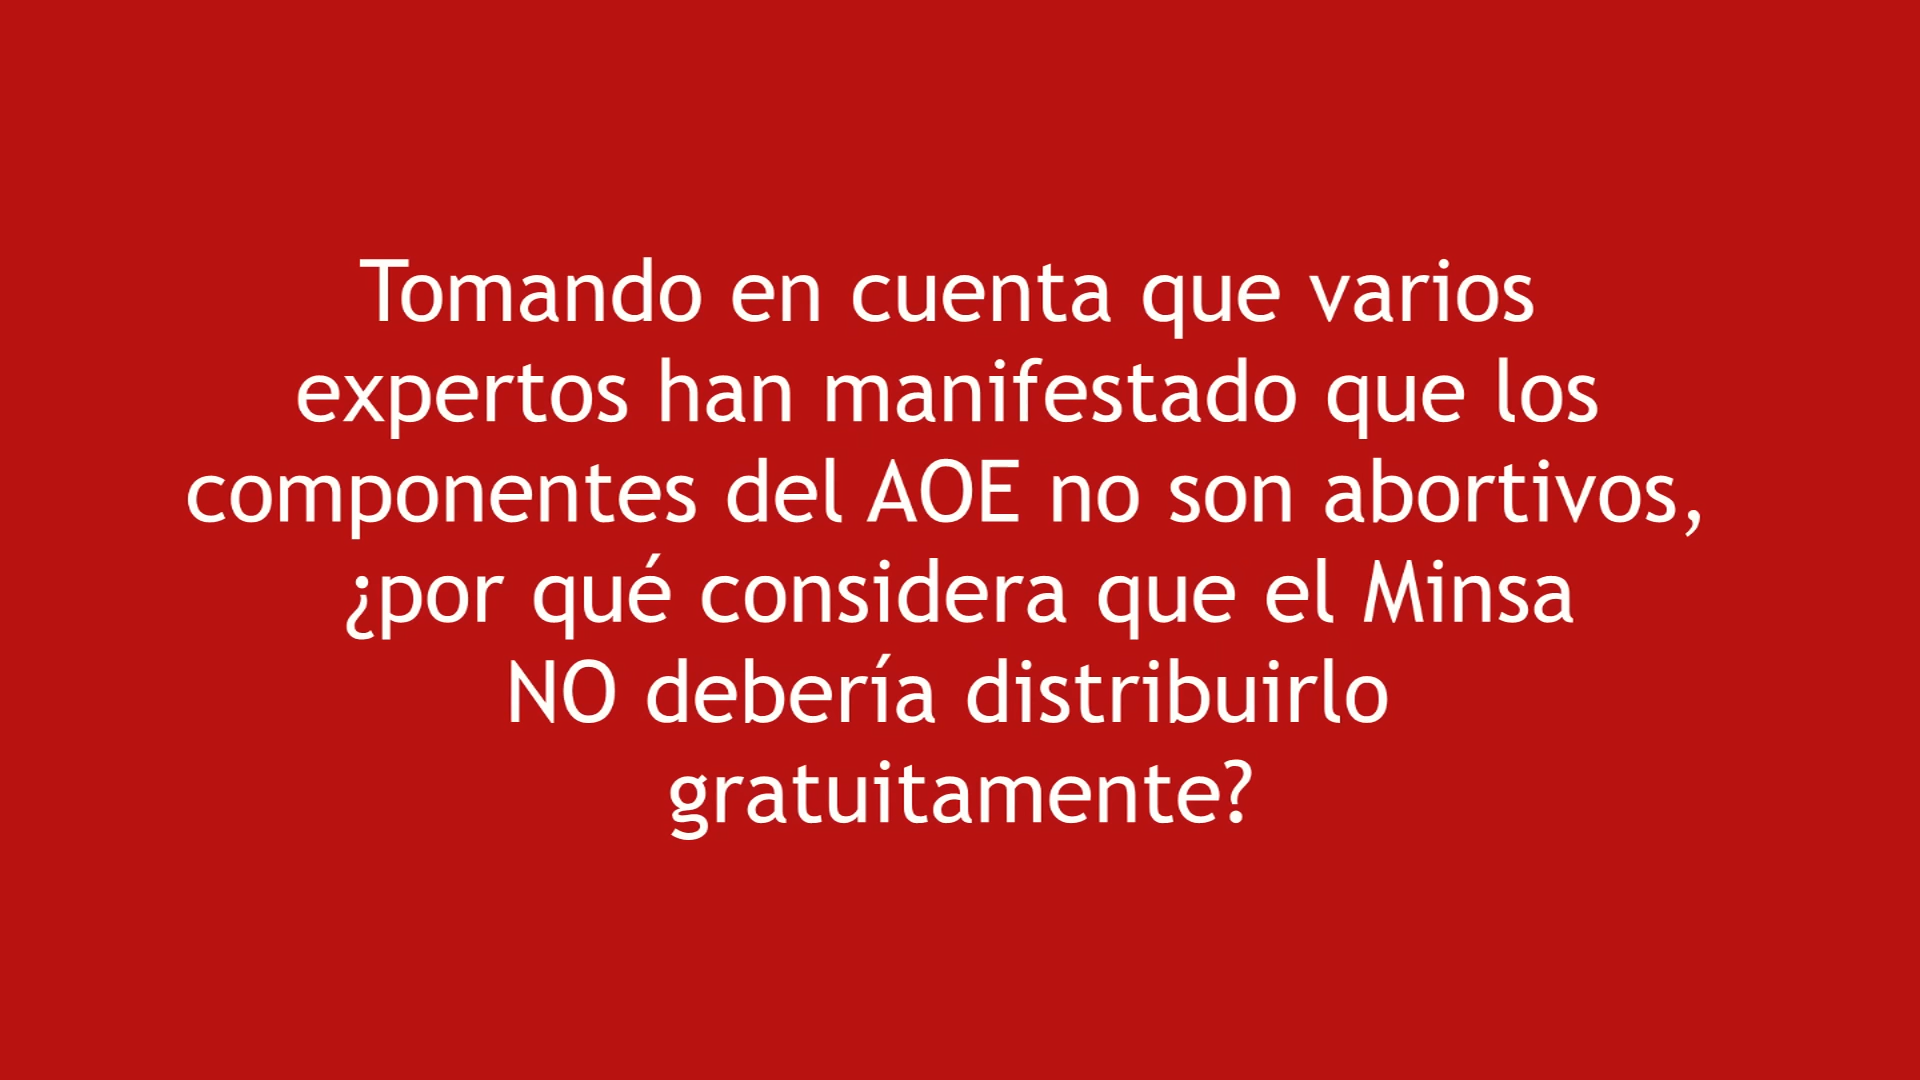 Tomando en cuenta que varios
expertos han manifestado que los
componentes del AOE no son abortivos,
¿por qué considera que el Minsa
NO debería distribuirlo
gratuitamente?